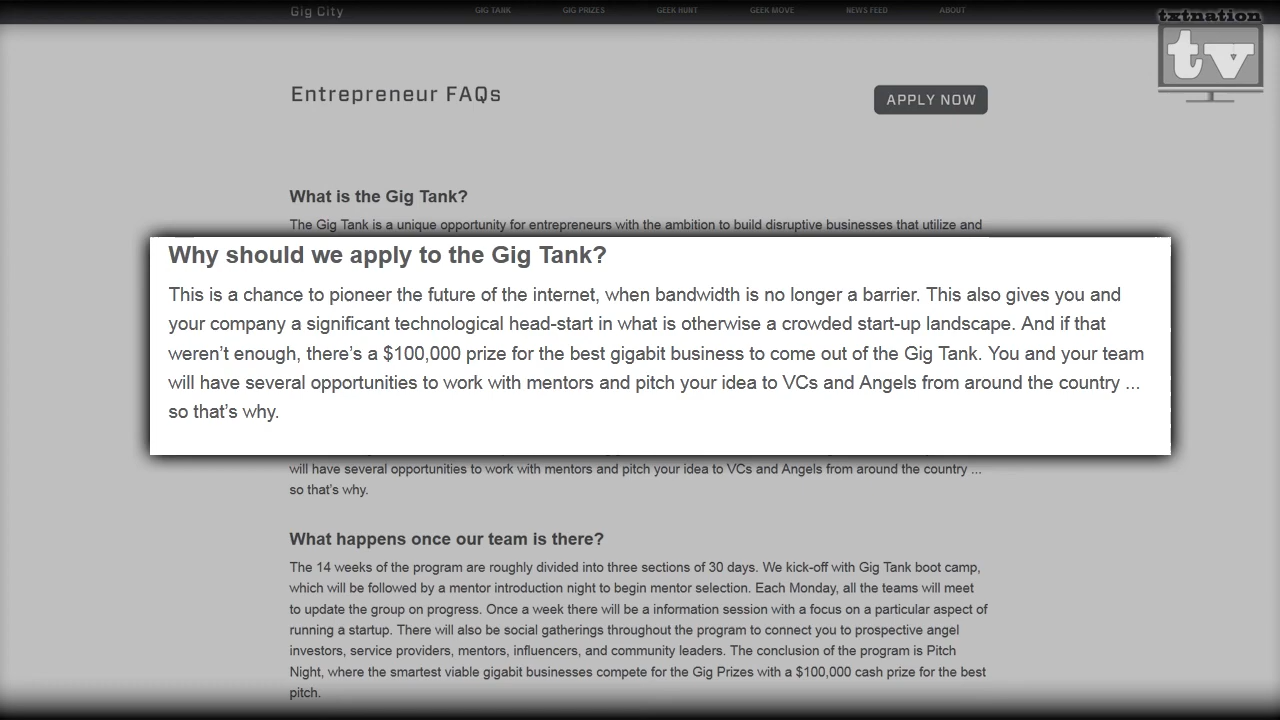 Gig City GIG TANK GIG PRIZES GEEK HUNT GEEK MOVE NEWS FEED ABOUT
txtnation
tv
Entrepreneur FAQs
APPLY NOW
What is the Gig Tank?
The Gig Tank is a unique opportunity for entrepreneurs with the ambition to build disruptive businesses that utilize and
Why should we apply to the Gig Tank?
This is a chance to pioneer the future of the internet, when bandwidth is no longer a barrier. This also gives you and
your company a significant technological head-start in what is otherwise a crowded start-up landscape. And if that
weren’t enough, there’s a $100,000 prize for the best gigabit business to come out of the Gig Tank. You and your team
will have several opportunities to work with mentors and pitch your idea to VCs and Angels from around the country ...
so that’s why.
will have several opportunities to work with mentors and pitch your idea to VCs and Angels from around the country ...
so that’s why.
What happens once our team is there?
The 14 weeks of the program are roughly divided into three sections of 30 days. We kick-off with Gig Tank boot camp,
which will be followed by a mentor introduction night to begin mentor selection. Each Monday, all the teams will meet
to update the group on progress. Once a week there will be a information session with a focus on a particular aspect of
running a startup. There will also be social gatherings throughout the program to connect you to prospective angel
investors, service providers, mentors, influencers, and community leaders. The conclusion of the program is Pitch
Night, where the smartest viable gigabit businesses compete for the Gig Prizes with a $100,000 cash prize for the best
pitch.